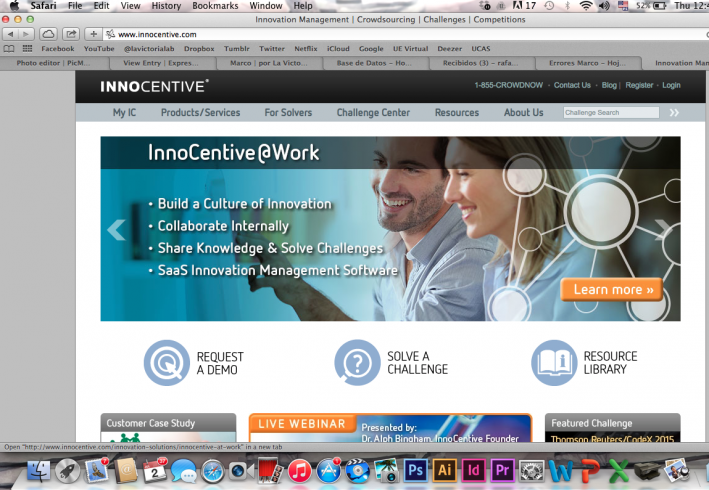 Safari File Edit View History Bookmarks Window Help
17 52% Thu 12:4
Innovation Management | Crowdsourcing | Challenges | Competitions
www.innocentive.com
Facebook YouTube @lavictorialab Dropbox Tumblr Twitter Netflix iCloud Google UE Virtual Deezer UCAS
Photo editor | PicM... View Entry | Expres... Marco | por La Victo... Base de Datos – Ho... Recibidos (3) – rafa... Errores Marco – Hoj... Innovation Man
INNOCENTIVE®
1-855-CROWDNOW • Contact Us • Blog | Register • Login
My IC Products/Services For Solvers Challenge Center Resources About Us Challenge Search
InnoCentive@Work
• Build a Culture of Innovation
• Collaborate Internally
• Share Knowledge & Solve Challenges
• SaaS Innovation Management Software
Learn more »
REQUEST
A DEMO
SOLVE A
CHALLENGE
RESOURCE
LIBRARY
Customer Case Study
LIVE WEBINAR
Presented by:
Dr. Alph Bingham, InnoCentive Founder
Featured Challenge
Thomson Reuters/CodeX 2015
Open "http://www.innocentive.com/innovation-solutions/innocentive-at-work" in a new tab
2
Ps Ai Id Pr W P X